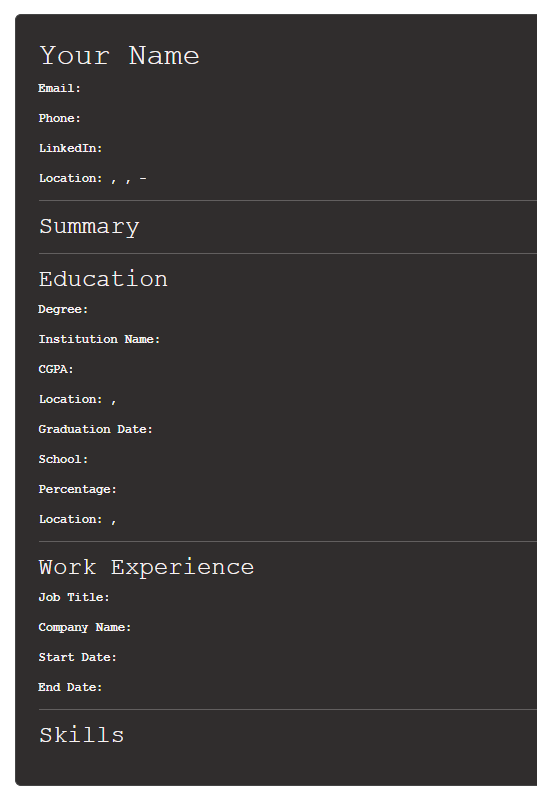 Your Name
Email:
Phone:
LinkedIn:
Location: , , -
Summary
Education
Degree:
Institution Name:
CGPA:
Location: ,
Graduation Date:
School:
Percentage:
Location: ,
Work Experience
Job Title:
Company Name:
Start Date:
End Date:
Skills